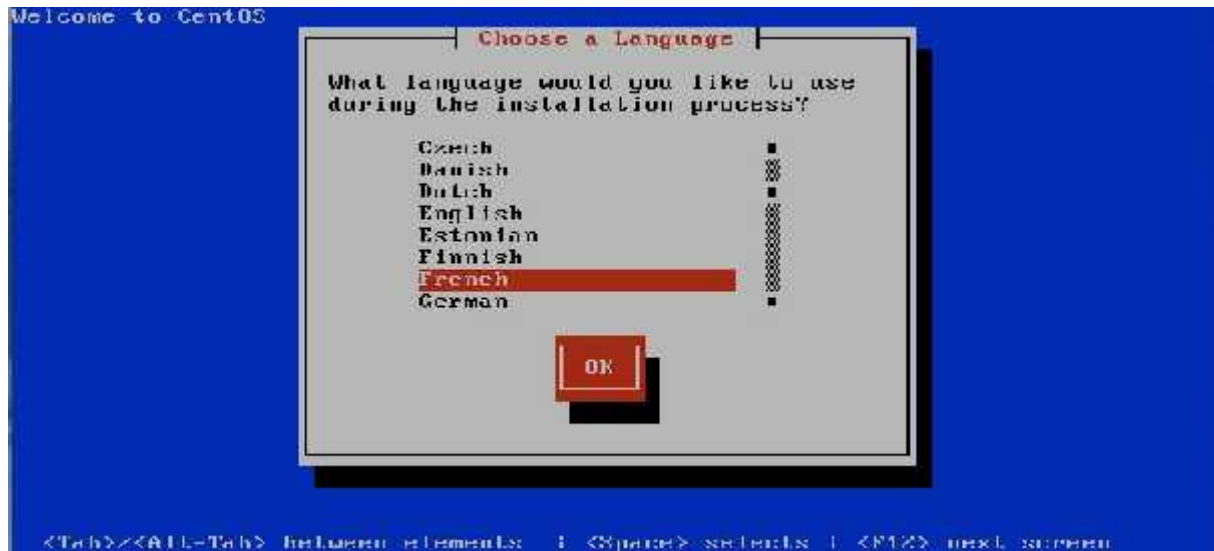 Welcome to CentOS
Choose a Language
What language would you like to use
during the installation process?
Czech
Danish
Dutch
English
Estonian
Finnish
French
German
OK
<Tab>/<Alt-Tab> between elements | <Space> selects | <F12> next screen